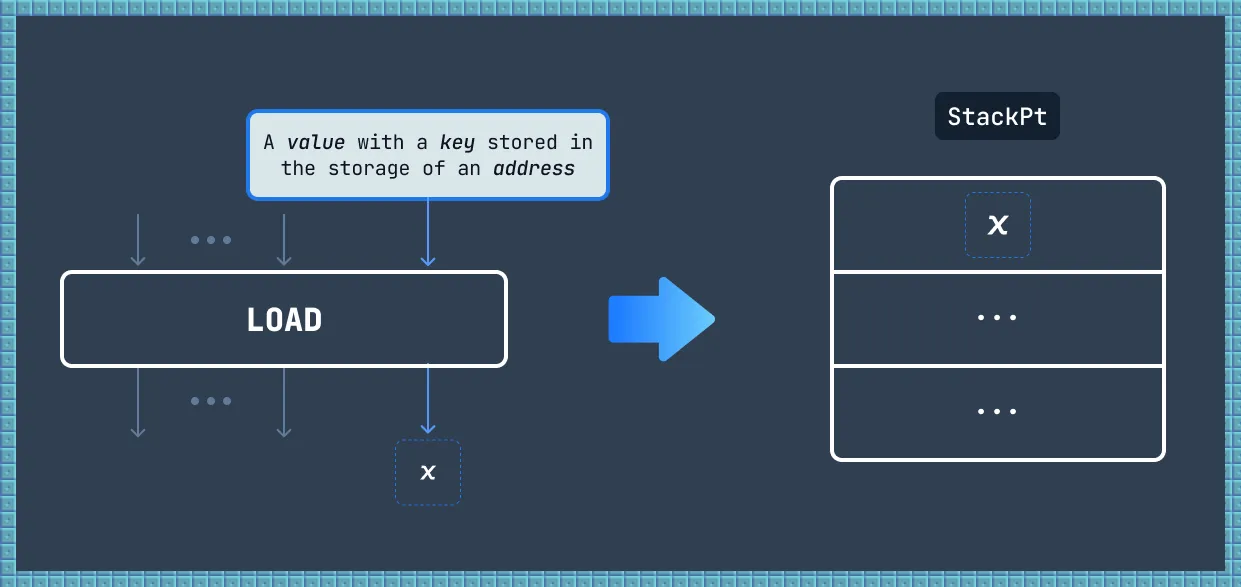 StackPt
A value with a key stored in
the storage of an address
x
...
LOAD
...
...
...
x